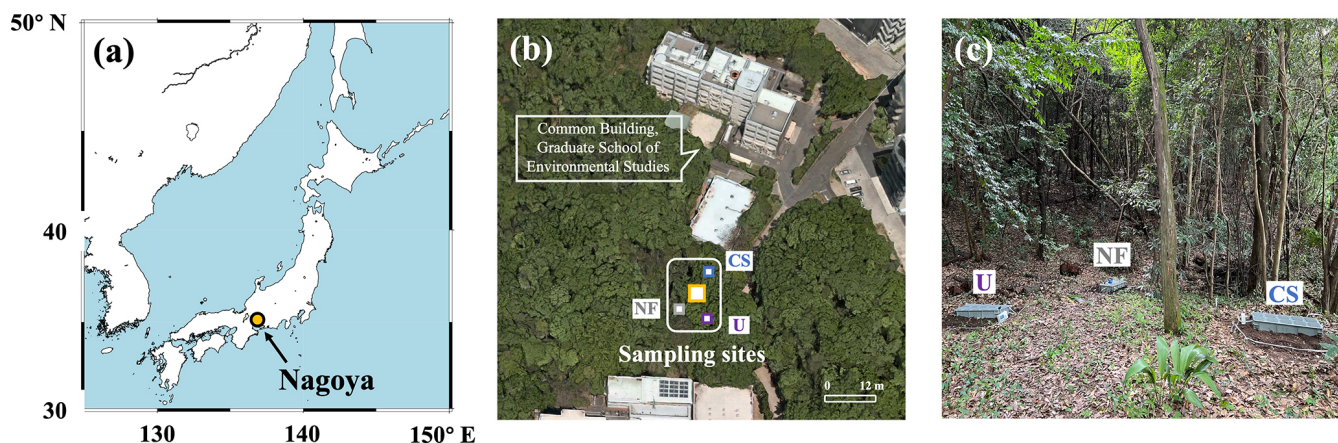 50° N
40
30
130
140
150° E
(a)
Nagoya
(b)
Common Building,
Graduate School of
Environmental Studies
CS
NF
U
Sampling sites
0 12 m
(c)
U
NF
CS